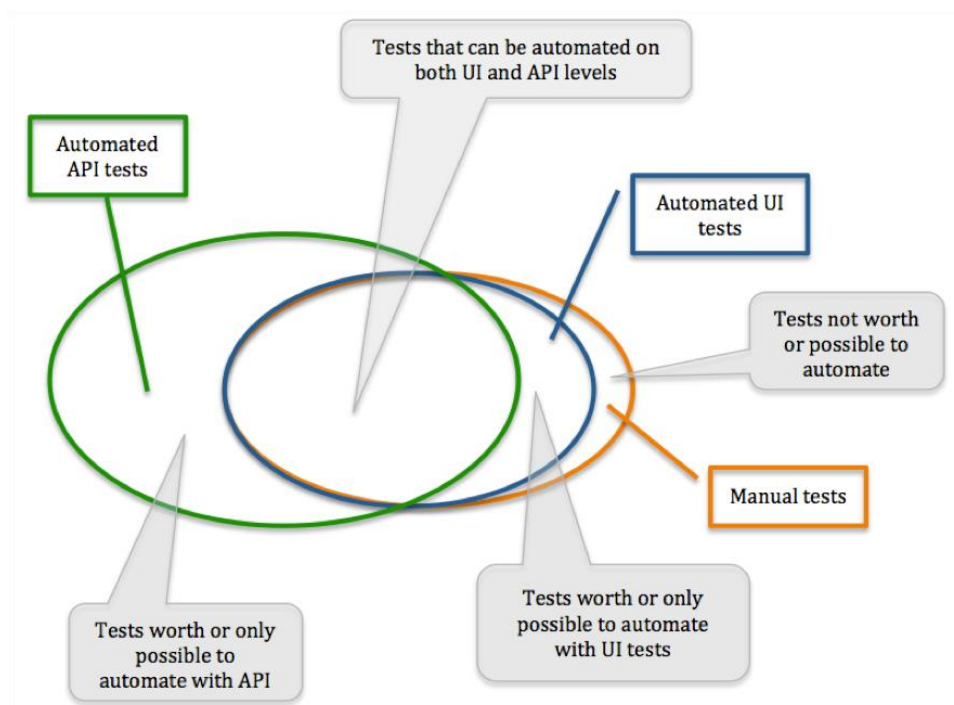 Tests that can be automated on
both UI and API levels
Automated
API tests
Automated UI
tests
Tests not worth
or possible to
automate
Manual tests
Tests worth or only
possible to automate
with UI tests
Tests worth or only
possible to
automate with API